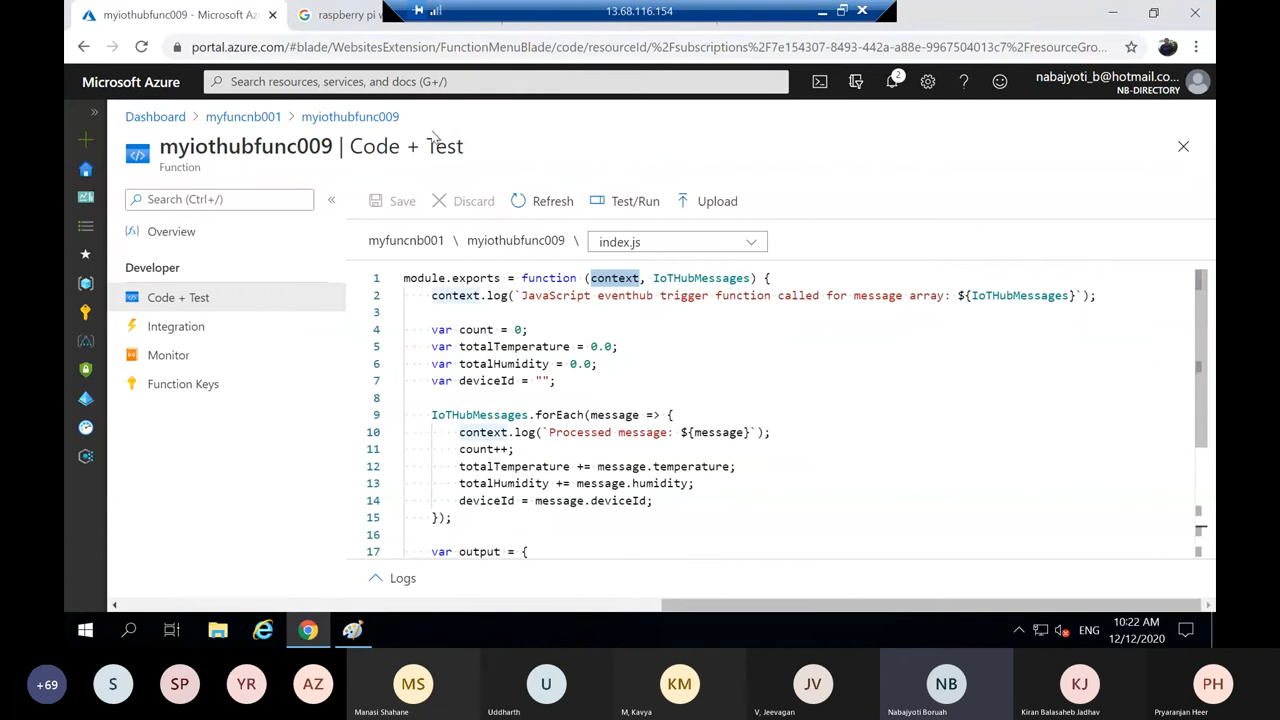 myiothubfunc009 - Microsoft Az
raspberry pi w
13.68.116.154
portal.azure.com/#blade/WebsitesExtension/FunctionMenuBlade/code/resourceId/%2Fsubscriptions%2F7e154307-8493-442a-a88e-9967504013c7%2FresourceGro...
Microsoft Azure
Search resources, services, and docs (G+/)
2
nabajyoti_b@hotmail.co...
NB-DIRECTORY
Dashboard > myfuncnb001 > myiothubfunc009
myiothubfunc009 | Code + Test
Function
Search (Ctrl+/)
«
Save
Discard
Refresh
Test/Run
Upload
Overview
Developer
Code + Test
Integration
Monitor
Function Keys
myfuncnb001 \ myiothubfunc009 \ index.js
1 module.exports = function (context, IoTHubMessages) {
2 context.log(`JavaScript eventhub trigger function called for message array: ${IoTHubMessages}`);
3
4 var count = 0;
5 var totalTemperature = 0.0;
6 var totalHumidity = 0.0;
7 var deviceId = "";
8
9 IoTHubMessages.forEach(message => {
10 context.log(`Processed message: ${message}`);
11 count++;
12 totalTemperature += message.temperature;
13 totalHumidity += message.humidity;
14 deviceId = message.deviceId;
15 });
16
17 var output = {
Logs
ENG
10:22 AM
12/12/2020
+69
S
SP
YR
AZ
MS
Manasi Shahane
U
Uddharth
KM
M, Kavya
JV
V, Jeevagan
NB
Nabajyoti Boruah
KJ
Kiran Balasaheb Jadhav
PH
Pryaranjan Heer